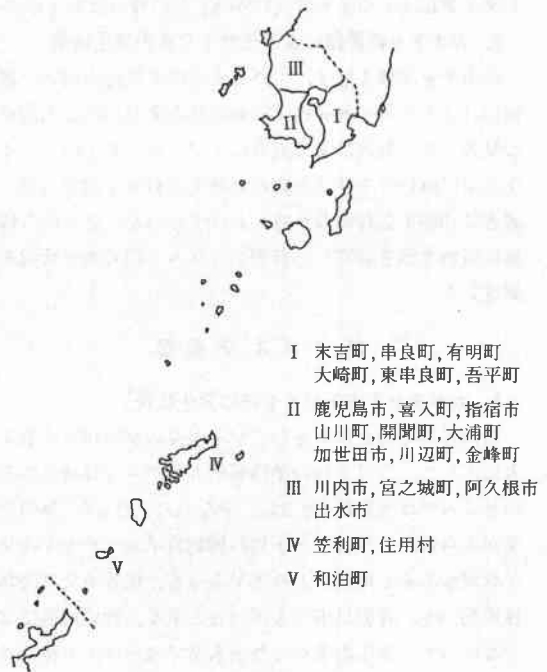 III
II
I
IV
V
I 末吉町,串良町,有明町
大崎町,東串良町,吾平町
II 鹿児島市,喜入町,指宿市
山川町,開聞町,大浦町
加世田市,川辺町,金峰町
III 川内市,宮之城町,阿久根市
出水市
IV 笠利町,住用村
V 和泊町